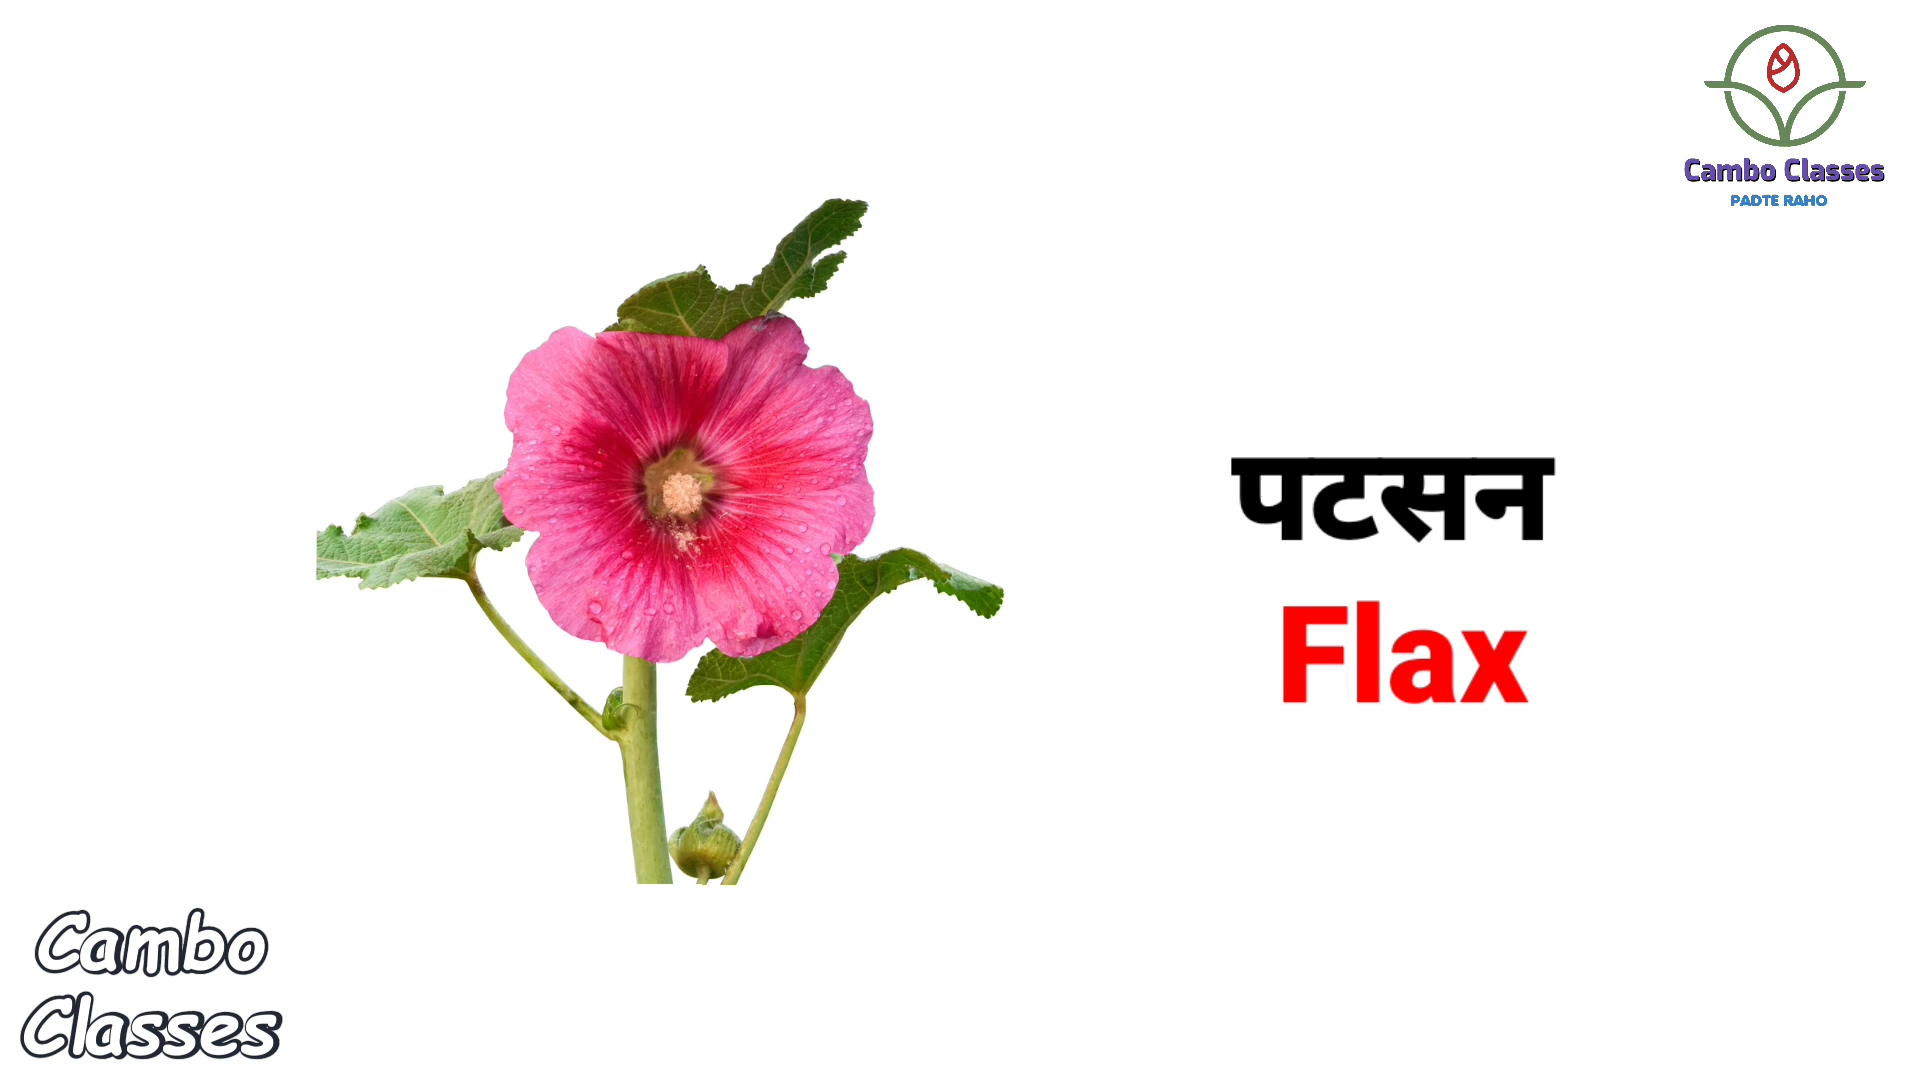 Cambo Classes
PADTE RAHO
पटसन
Flax
Cambo
Classes